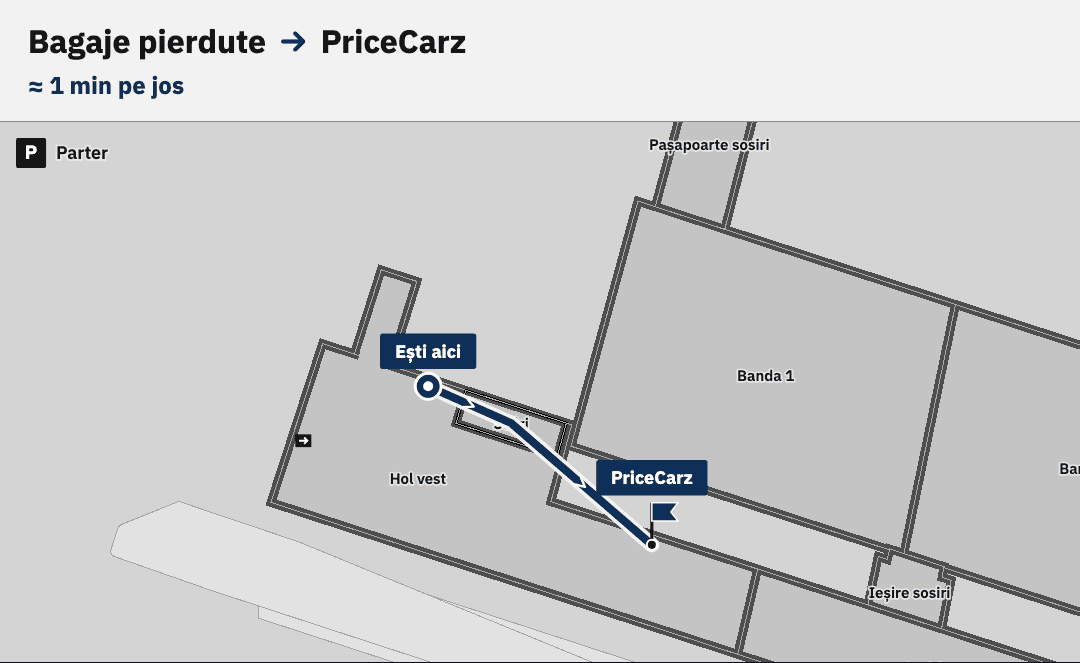 Bagaje pierdute → PriceCarz
≈ 1 min pe jos
P Parter
Pașapoarte sosiri
Ești aici
Banda 1
PriceCarz
Hol vest
Ieșire sosiri